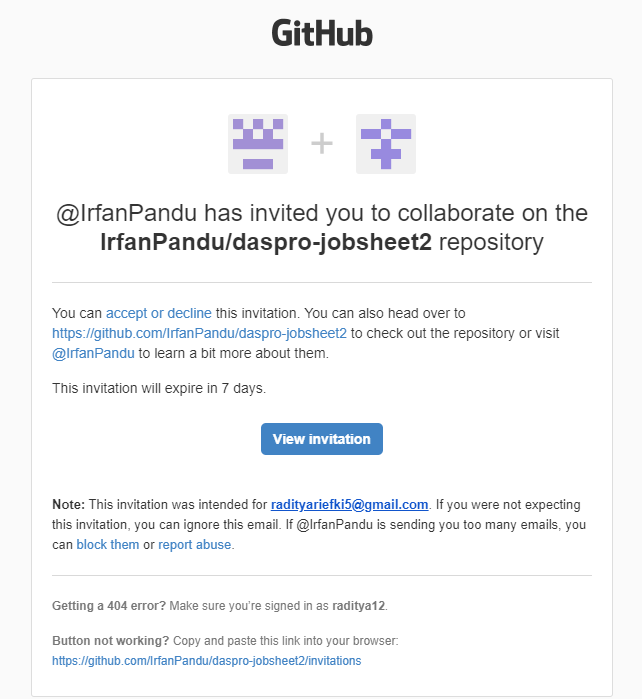 GitHub
@IrfanPandu has invited you to collaborate on the
IrfanPandu/daspro-jobsheet2 repository
You can accept or decline this invitation. You can also head over to
https://github.com/IrfanPandu/daspro-jobsheet2 to check out the repository or visit
@IrfanPandu to learn a bit more about them.
This invitation will expire in 7 days.
View invitation
Note: This invitation was intended for radityariefki5@gmail.com. If you were not expecting
this invitation, you can ignore this email. If @IrfanPandu is sending you too many emails, you
can block them or report abuse.
Getting a 404 error? Make sure you’re signed in as raditya12.
Button not working? Copy and paste this link into your browser:
https://github.com/IrfanPandu/daspro-jobsheet2/invitations